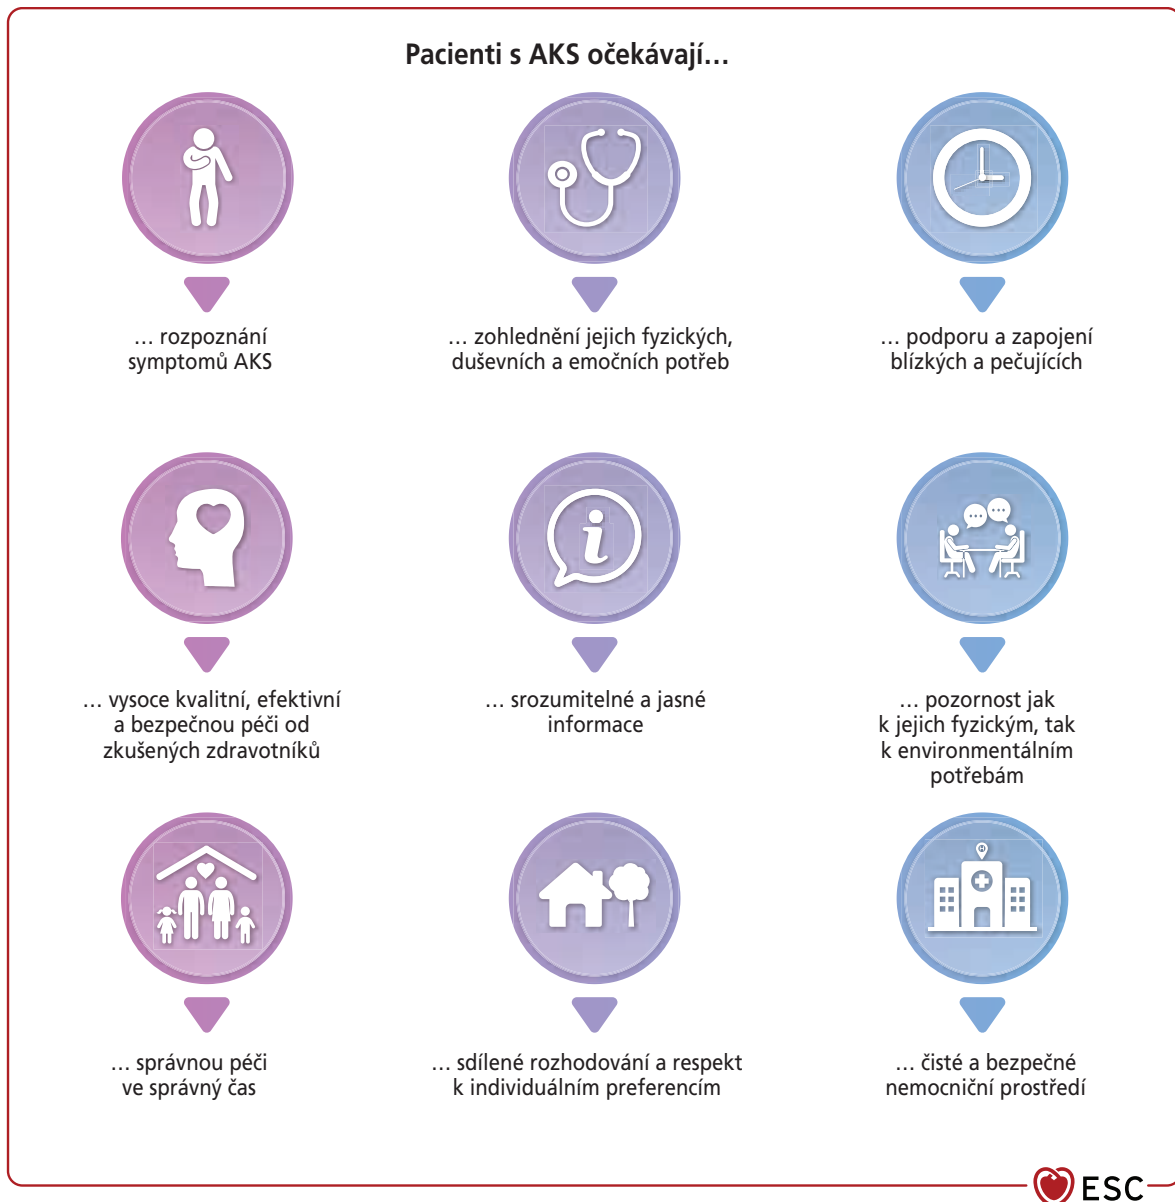 Pacienti s AKS očekávají…
… rozpoznání
symptomů AKS
… zohlednění jejich fyzických,
duševních a emočních potřeb
… podporu a zapojení
blízkých a pečujících
… vysoce kvalitní, efektivní
a bezpečnou péči od
zkušených zdravotníků
… srozumitelné a jasné
informace
… pozornost jak
k jejich fyzickým, tak
k environmentálním
potřebám
… správnou péči
ve správný čas
… sdílené rozhodování a respekt
k individuálním preferencím
… čisté a bezpečné
nemocniční prostředí
ESC